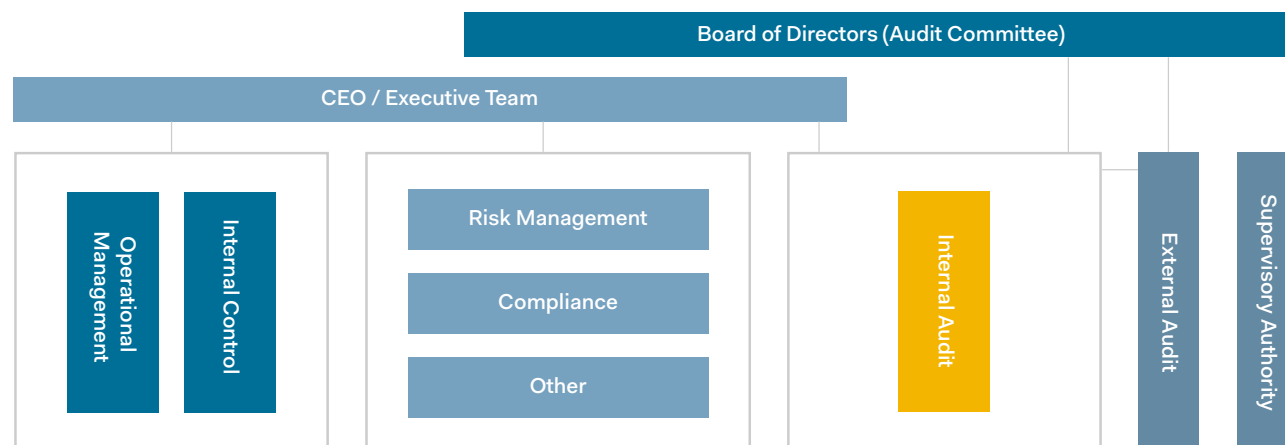 Board of Directors (Audit Committee)
CEO / Executive Team
Operational
Management
Internal Control
Risk Management
Compliance
Other
Internal Audit
External Audit
Supervisory Authority